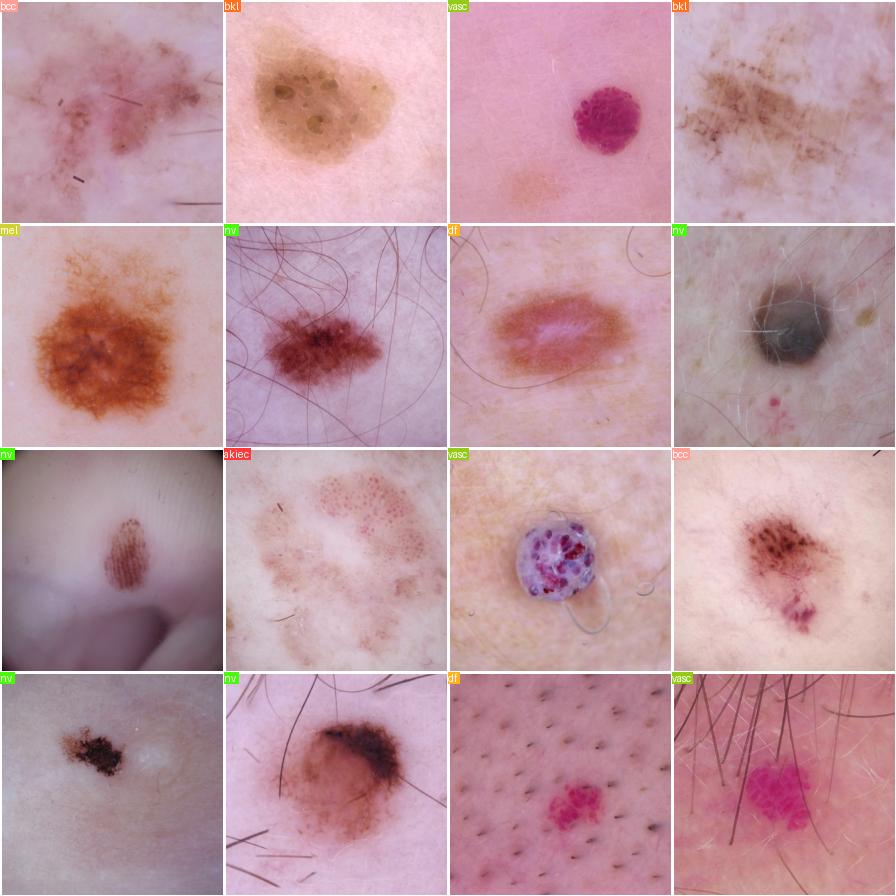 bcc
bkl
vasc
bkl
mel
nv
df
nv
nv
akiec
vasc
bcc
nv
nv
df
vasc